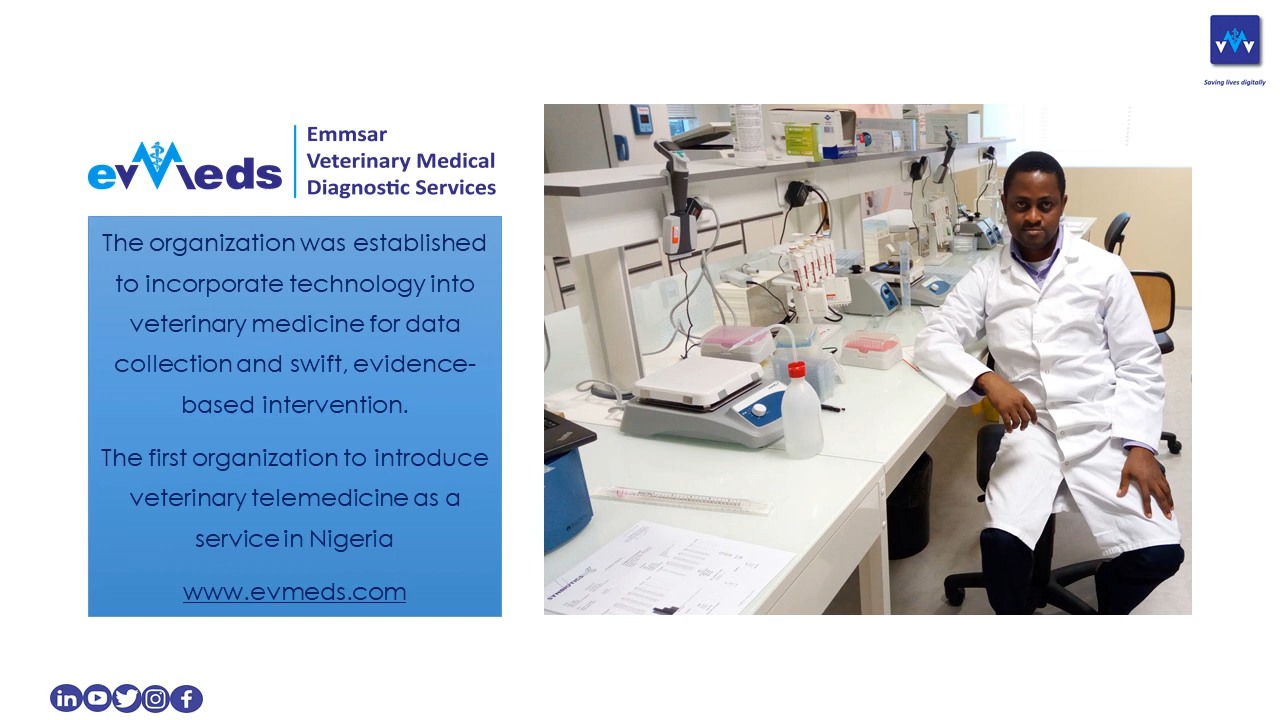 Saving lives digitally
evMeds
Emmsar
Veterinary Medical
Diagnostic Services
The organization was established
to incorporate technology into
veterinary medicine for data
collection and swift, evidence-
based intervention.
The first organization to introduce
veterinary telemedicine as a
service in Nigeria
www.evmeds.com
SYNBIOTICS